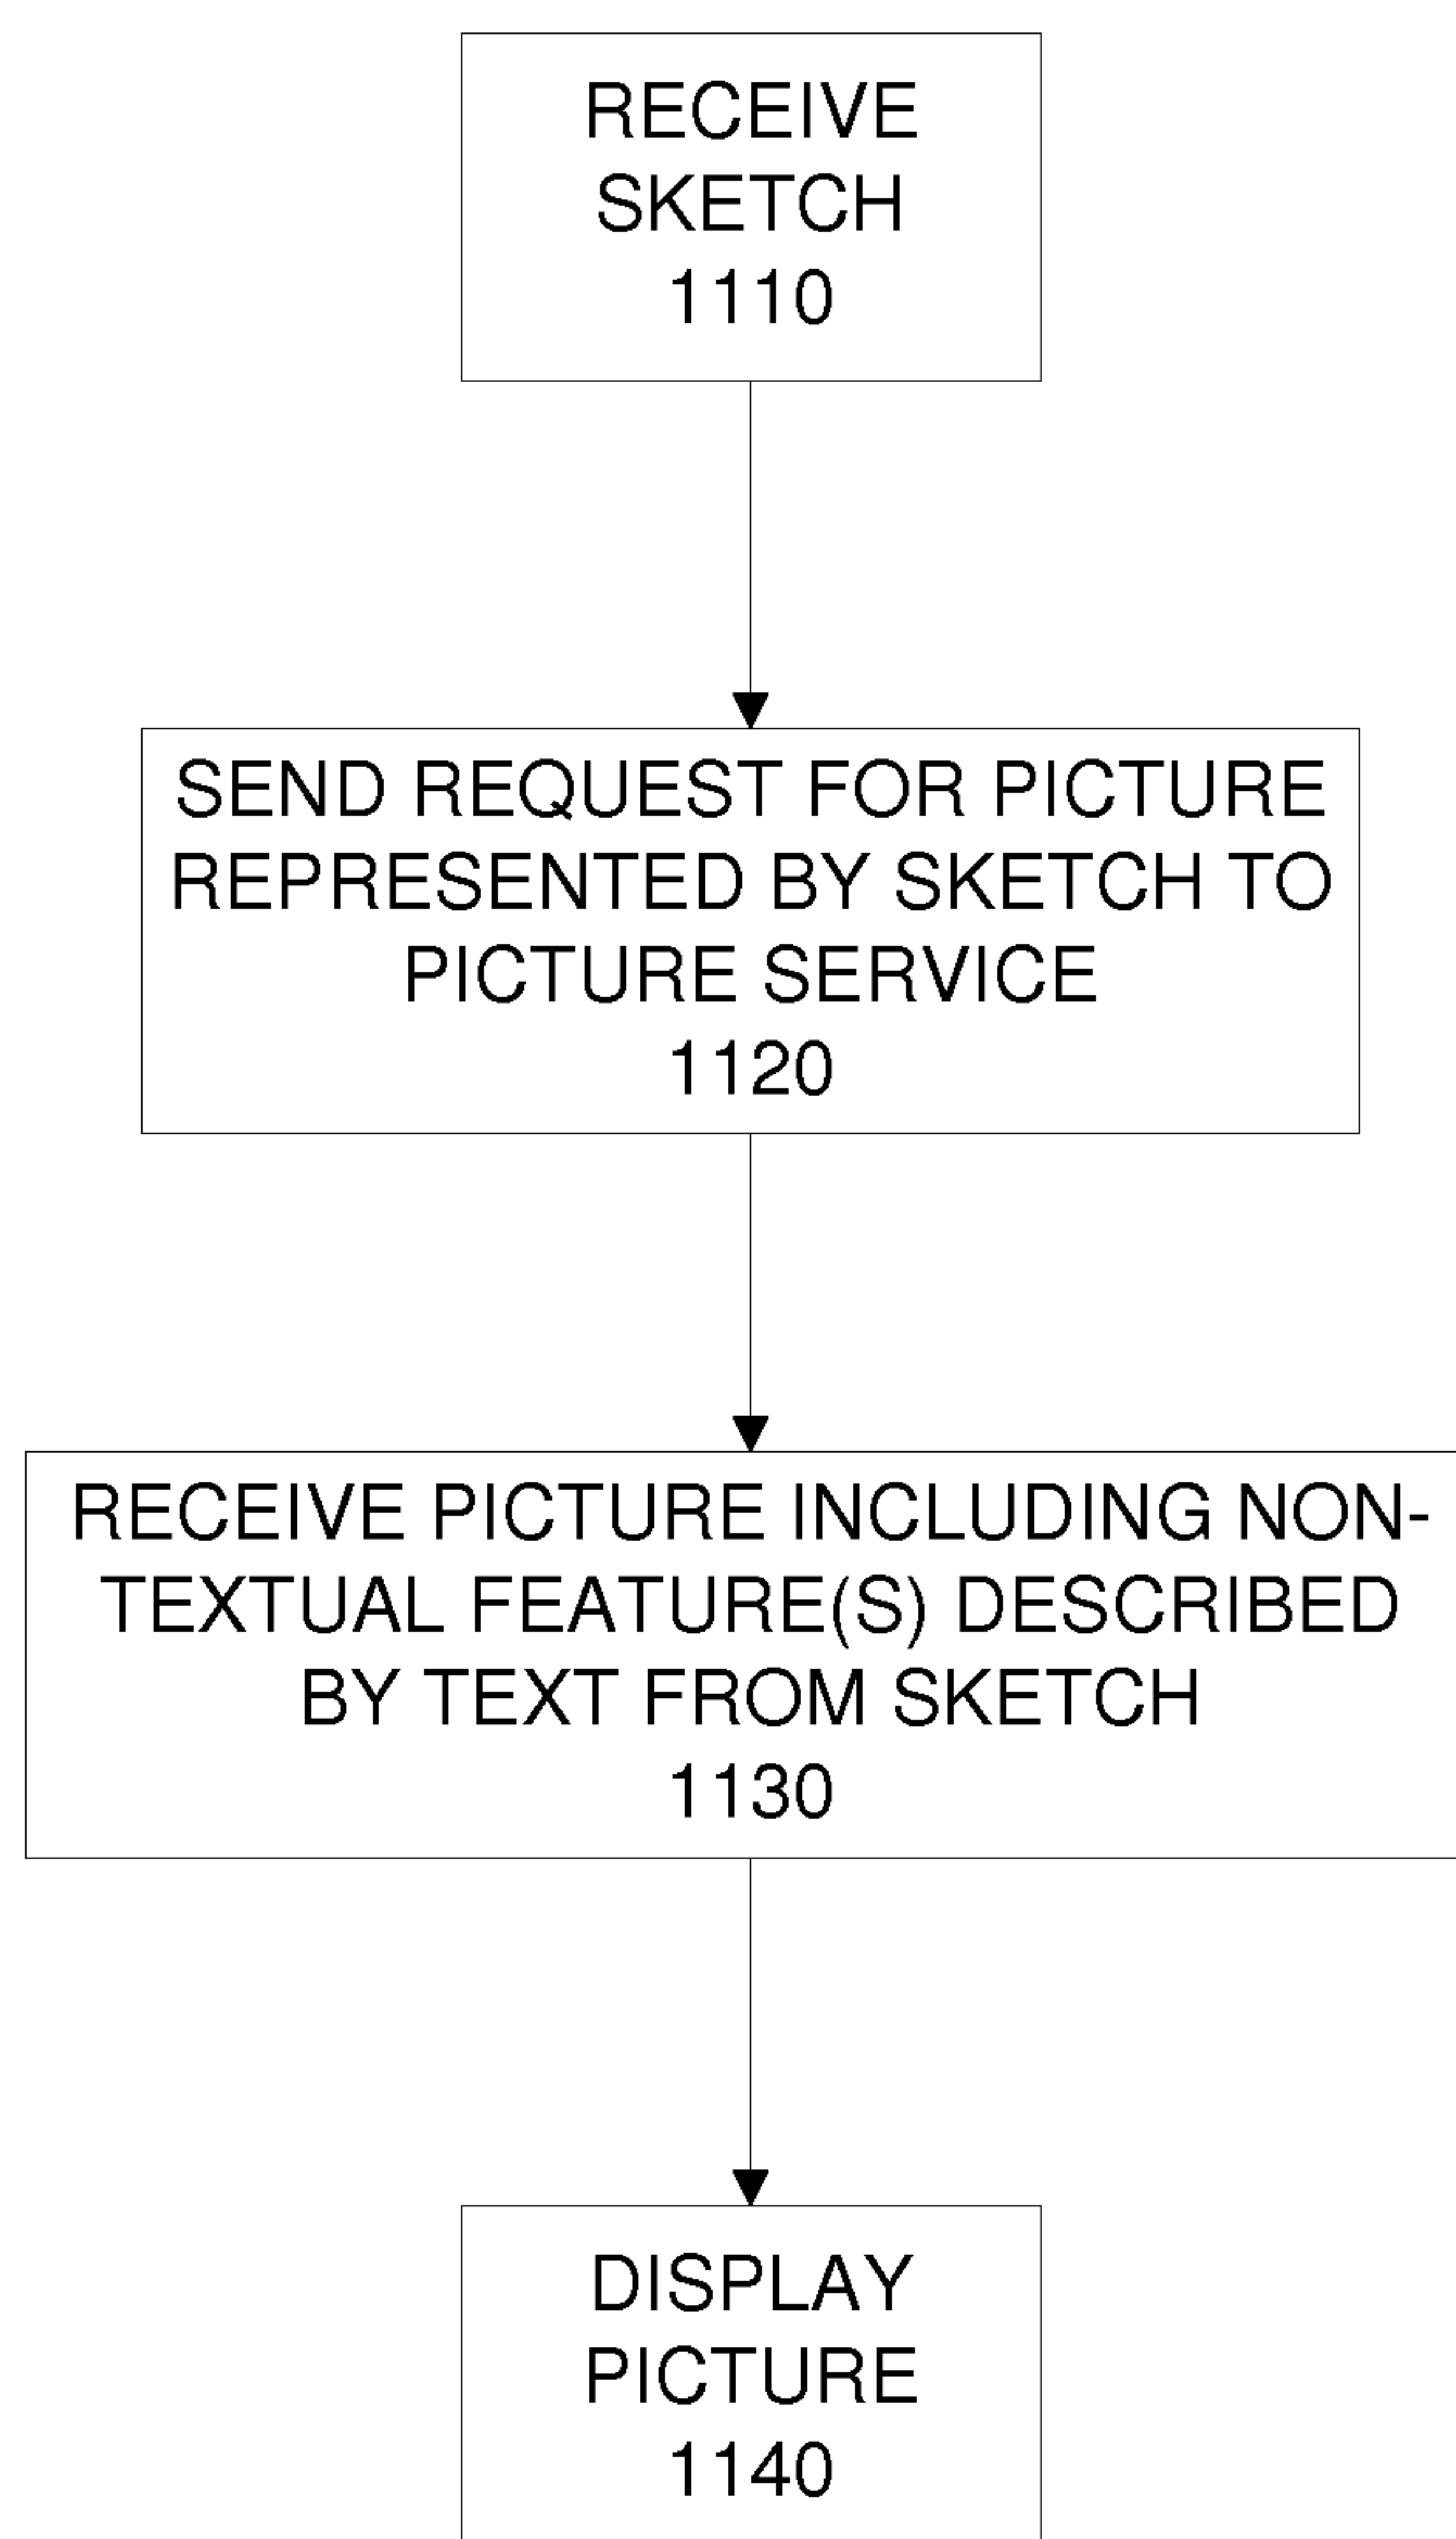 RECEIVE
SKETCH
1110
SEND REQUEST FOR PICTURE
REPRESENTED BY SKETCH TO
PICTURE SERVICE
1120
RECEIVE PICTURE INCLUDING NON-
TEXTUAL FEATURE(S) DESCRIBED
BY TEXT FROM SKETCH
1130
DISPLAY
PICTURE
1140